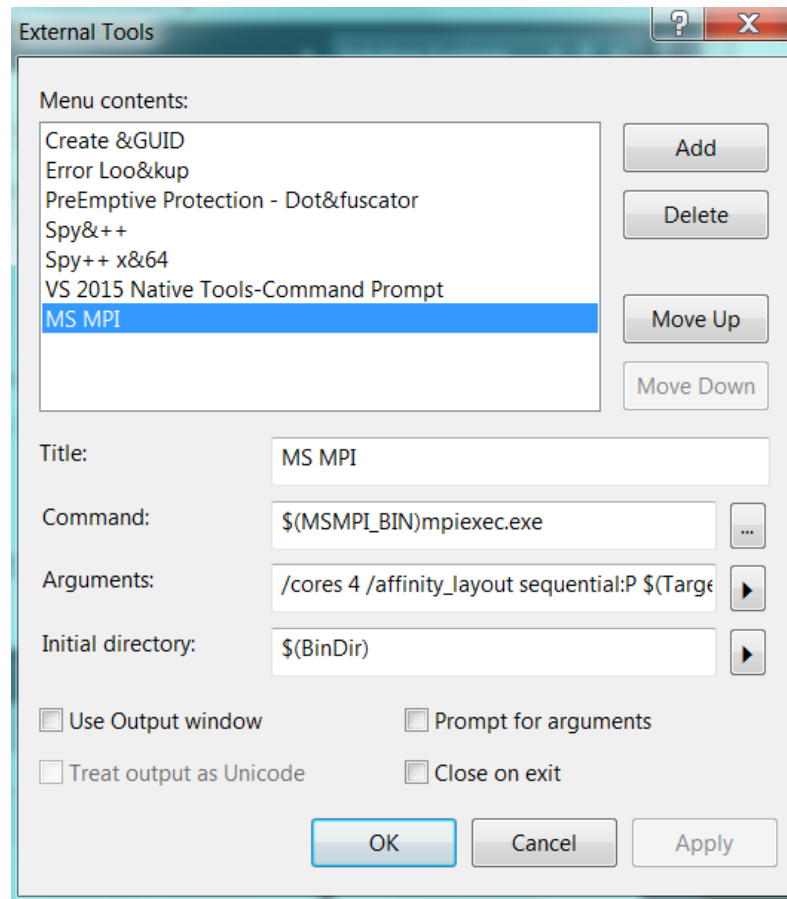 External Tools
Menu contents:
Create &GUID
Error Loo&kup
PreEmptive Protection - Dot&fuscator
Spy&++
Spy++ x&64
VS 2015 Native Tools-Command Prompt
MS MPI
Add
Delete
Move Up
Move Down
Title: MS MPI
Command: $(MSMPI_BIN)mpiexec.exe ...
Arguments: /cores 4 /affinity_layout sequential:P $(Targe
Initial directory: $(BinDir)
Use Output window Prompt for arguments
Treat output as Unicode Close on exit
OK Cancel Apply